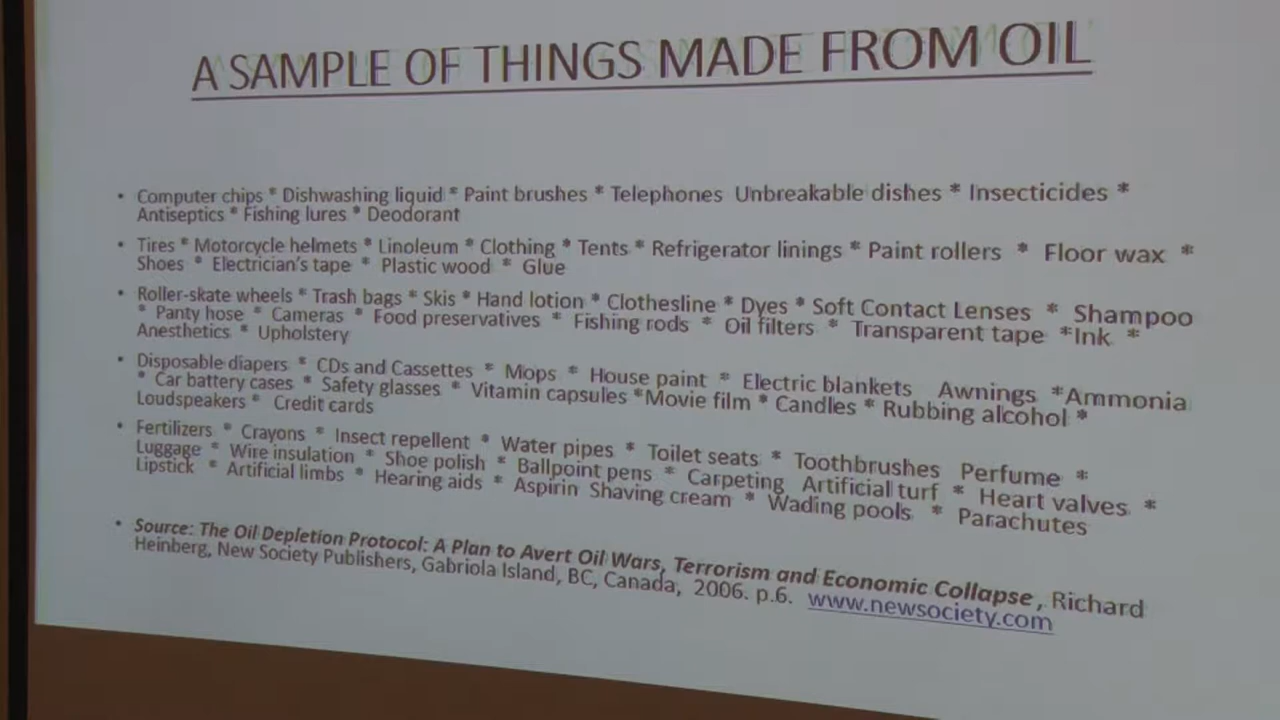 A SAMPLE OF THINGS MADE FROM OIL
• Computer chips * Dishwashing liquid * Paint brushes * Telephones Unbreakable dishes * Insecticides *
Antiseptics * Fishing lures * Deodorant
• Tires * Motorcycle helmets * Linoleum * Clothing * Tents * Refrigerator linings * Paint rollers * Floor wax *
Shoes * Electrician's tape * Plastic wood * Glue
• Roller-skate wheels * Trash bags * Skis * Hand lotion * Clothesline * Dyes * Soft Contact Lenses * Shampoo
* Panty hose * Cameras * Food preservatives * Fishing rods * Oil filters * Transparent tape *Ink *
Anesthetics * Upholstery
• Disposable diapers * CDs and Cassettes * Mops * House paint * Electric blankets Awnings *Ammonia
* Car battery cases * Safety glasses * Vitamin capsules *Movie film * Candles * Rubbing alcohol *
Loudspeakers * Credit cards
• Fertilizers * Crayons * Insect repellent * Water pipes * Toilet seats * Toothbrushes Perfume *
Luggage * Wire insulation * Shoe polish * Ballpoint pens * Carpeting Artificial turf * Heart valves *
Lipstick * Artificial limbs * Hearing aids * Aspirin Shaving cream * Wading pools * Parachutes
• Source: The Oil Depletion Protocol: A Plan to Avert Oil Wars, Terrorism and Economic Collapse, Richard
Heinberg, New Society Publishers, Gabriola Island, BC, Canada, 2006. p.6. www.newsociety.com